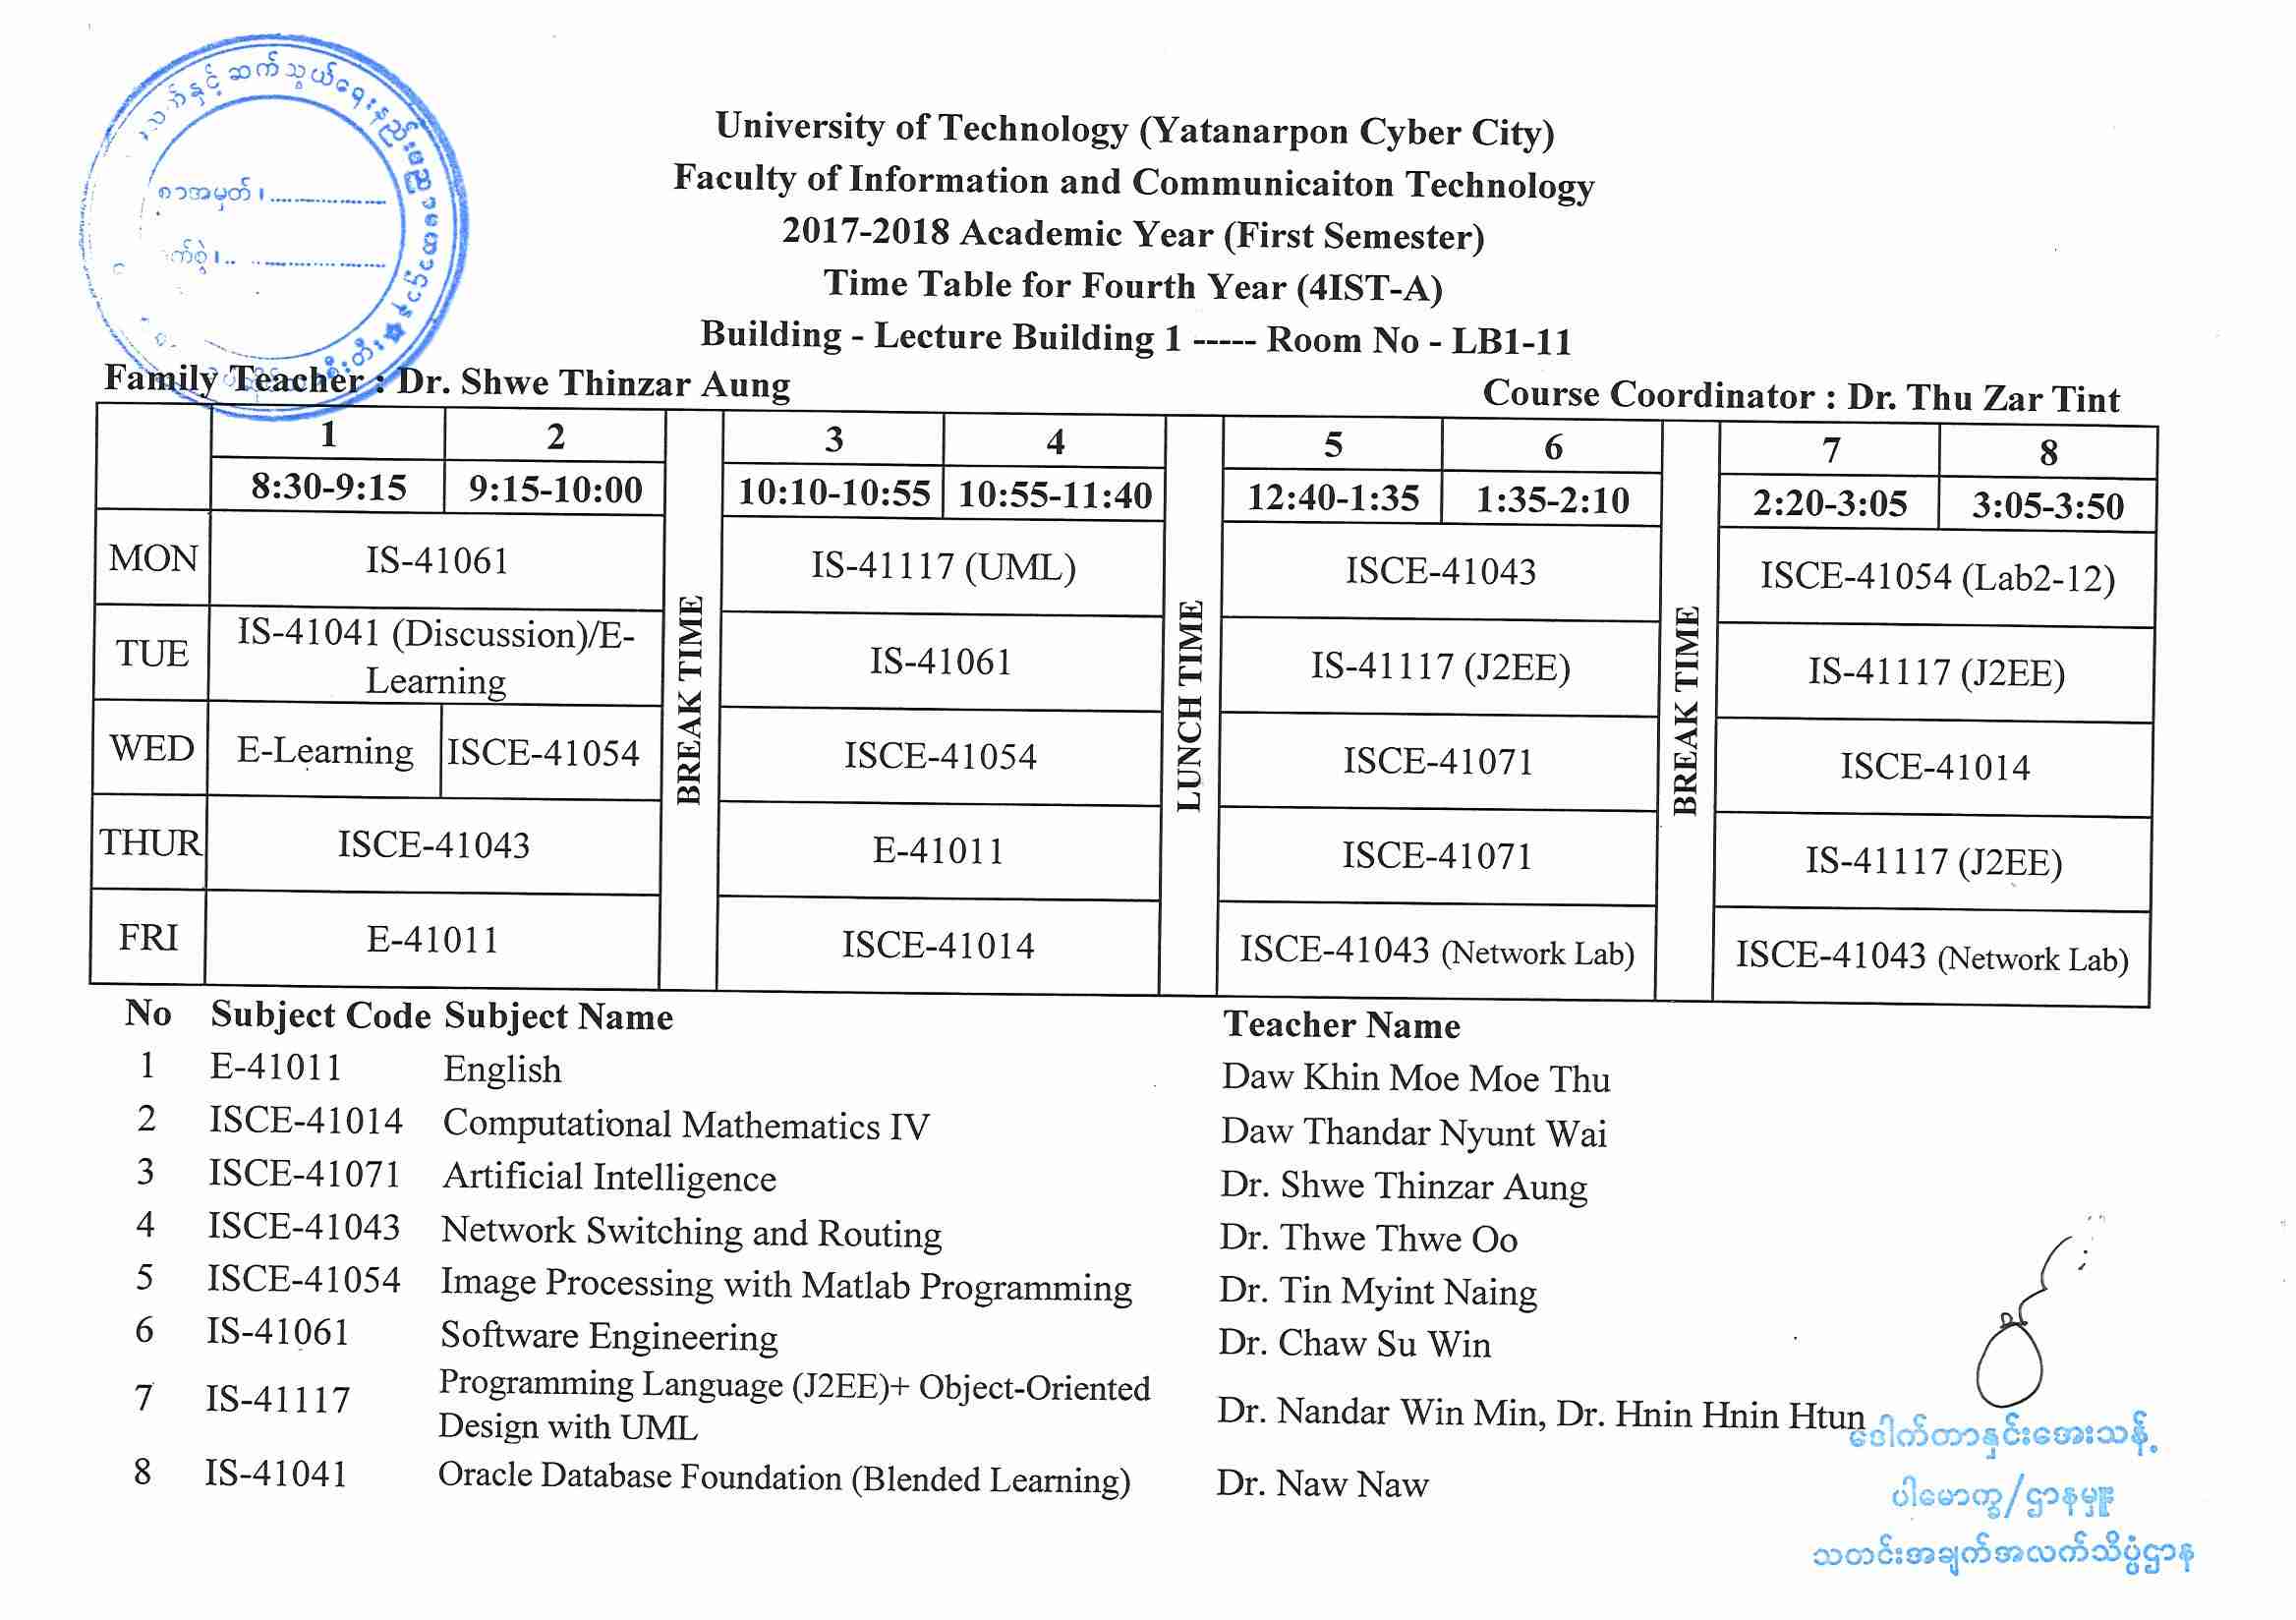 ဆက်သွယ်ရေးနည်းပညာ
စာအမှတ်၊
University of Technology (Yatanarpon Cyber City)
Faculty of Information and Communicaiton Technology
2017-2018 Academic Year (First Semester)
Time Table for Fourth Year (4IST-A)
Building - Lecture Building 1 ----- Room No - LB1-11
Family Teacher : Dr. Shwe Thinzar Aung Course Coordinator : Dr. Thu Zar Tint
1 2 3 4 5 6 7 8
8:30-9:15 9:15-10:00 10:10-10:55 10:55-11:40 12:40-1:35 1:35-2:10 2:20-3:05 3:05-3:50
BREAK TIME
LUNCH TIME
BREAK TIME
MON IS-41061 IS-41117 (UML) ISCE-41043 ISCE-41054 (Lab2-12)
TUE IS-41041 (Discussion)/E-
Learning IS-41061 IS-41117 (J2EE) IS-41117 (J2EE)
WED E-Learning ISCE-41054 ISCE-41054 ISCE-41071 ISCE-41014
THUR ISCE-41043 E-41011 ISCE-41071 IS-41117 (J2EE)
FRI E-41011 ISCE-41014 ISCE-41043 (Network Lab) ISCE-41043 (Network Lab)
No Subject Code Subject Name Teacher Name
1 E-41011 English Daw Khin Moe Moe Thu
2 ISCE-41014 Computational Mathematics IV Daw Thandar Nyunt Wai
3 ISCE-41071 Artificial Intelligence Dr. Shwe Thinzar Aung
4 ISCE-41043 Network Switching and Routing Dr. Thwe Thwe Oo
5 ISCE-41054 Image Processing with Matlab Programming Dr. Tin Myint Naing
6 IS-41061 Software Engineering Dr. Chaw Su Win
7 IS-41117 Programming Language (J2EE)+ Object-Oriented
Design with UML Dr. Nandar Win Min, Dr. Hnin Hnin Htun
8 IS-41041 Oracle Database Foundation (Blended Learning) Dr. Naw Naw
ဒေါက်တာနှင်းအေးသန့်
ပါမောက္ခ/ဌာနမှူး
သတင်းအချက်အလက်သိပ္ပံဌာန